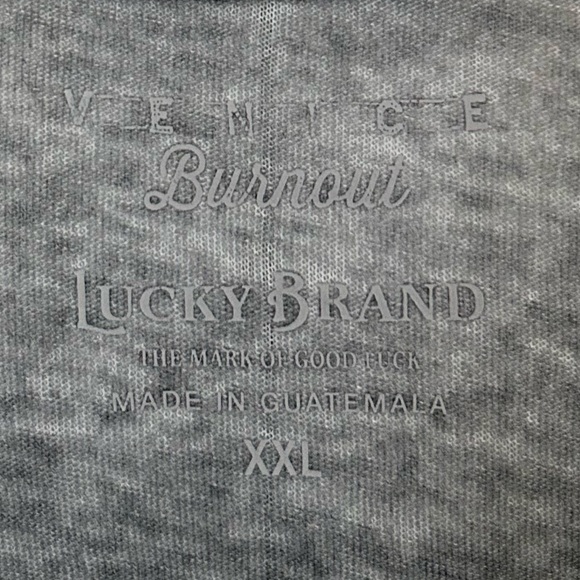 VENICE
Burnout
LUCKY BRAND
THE MARK OF GOOD LUCK
MADE IN GUATEMALA
XXL